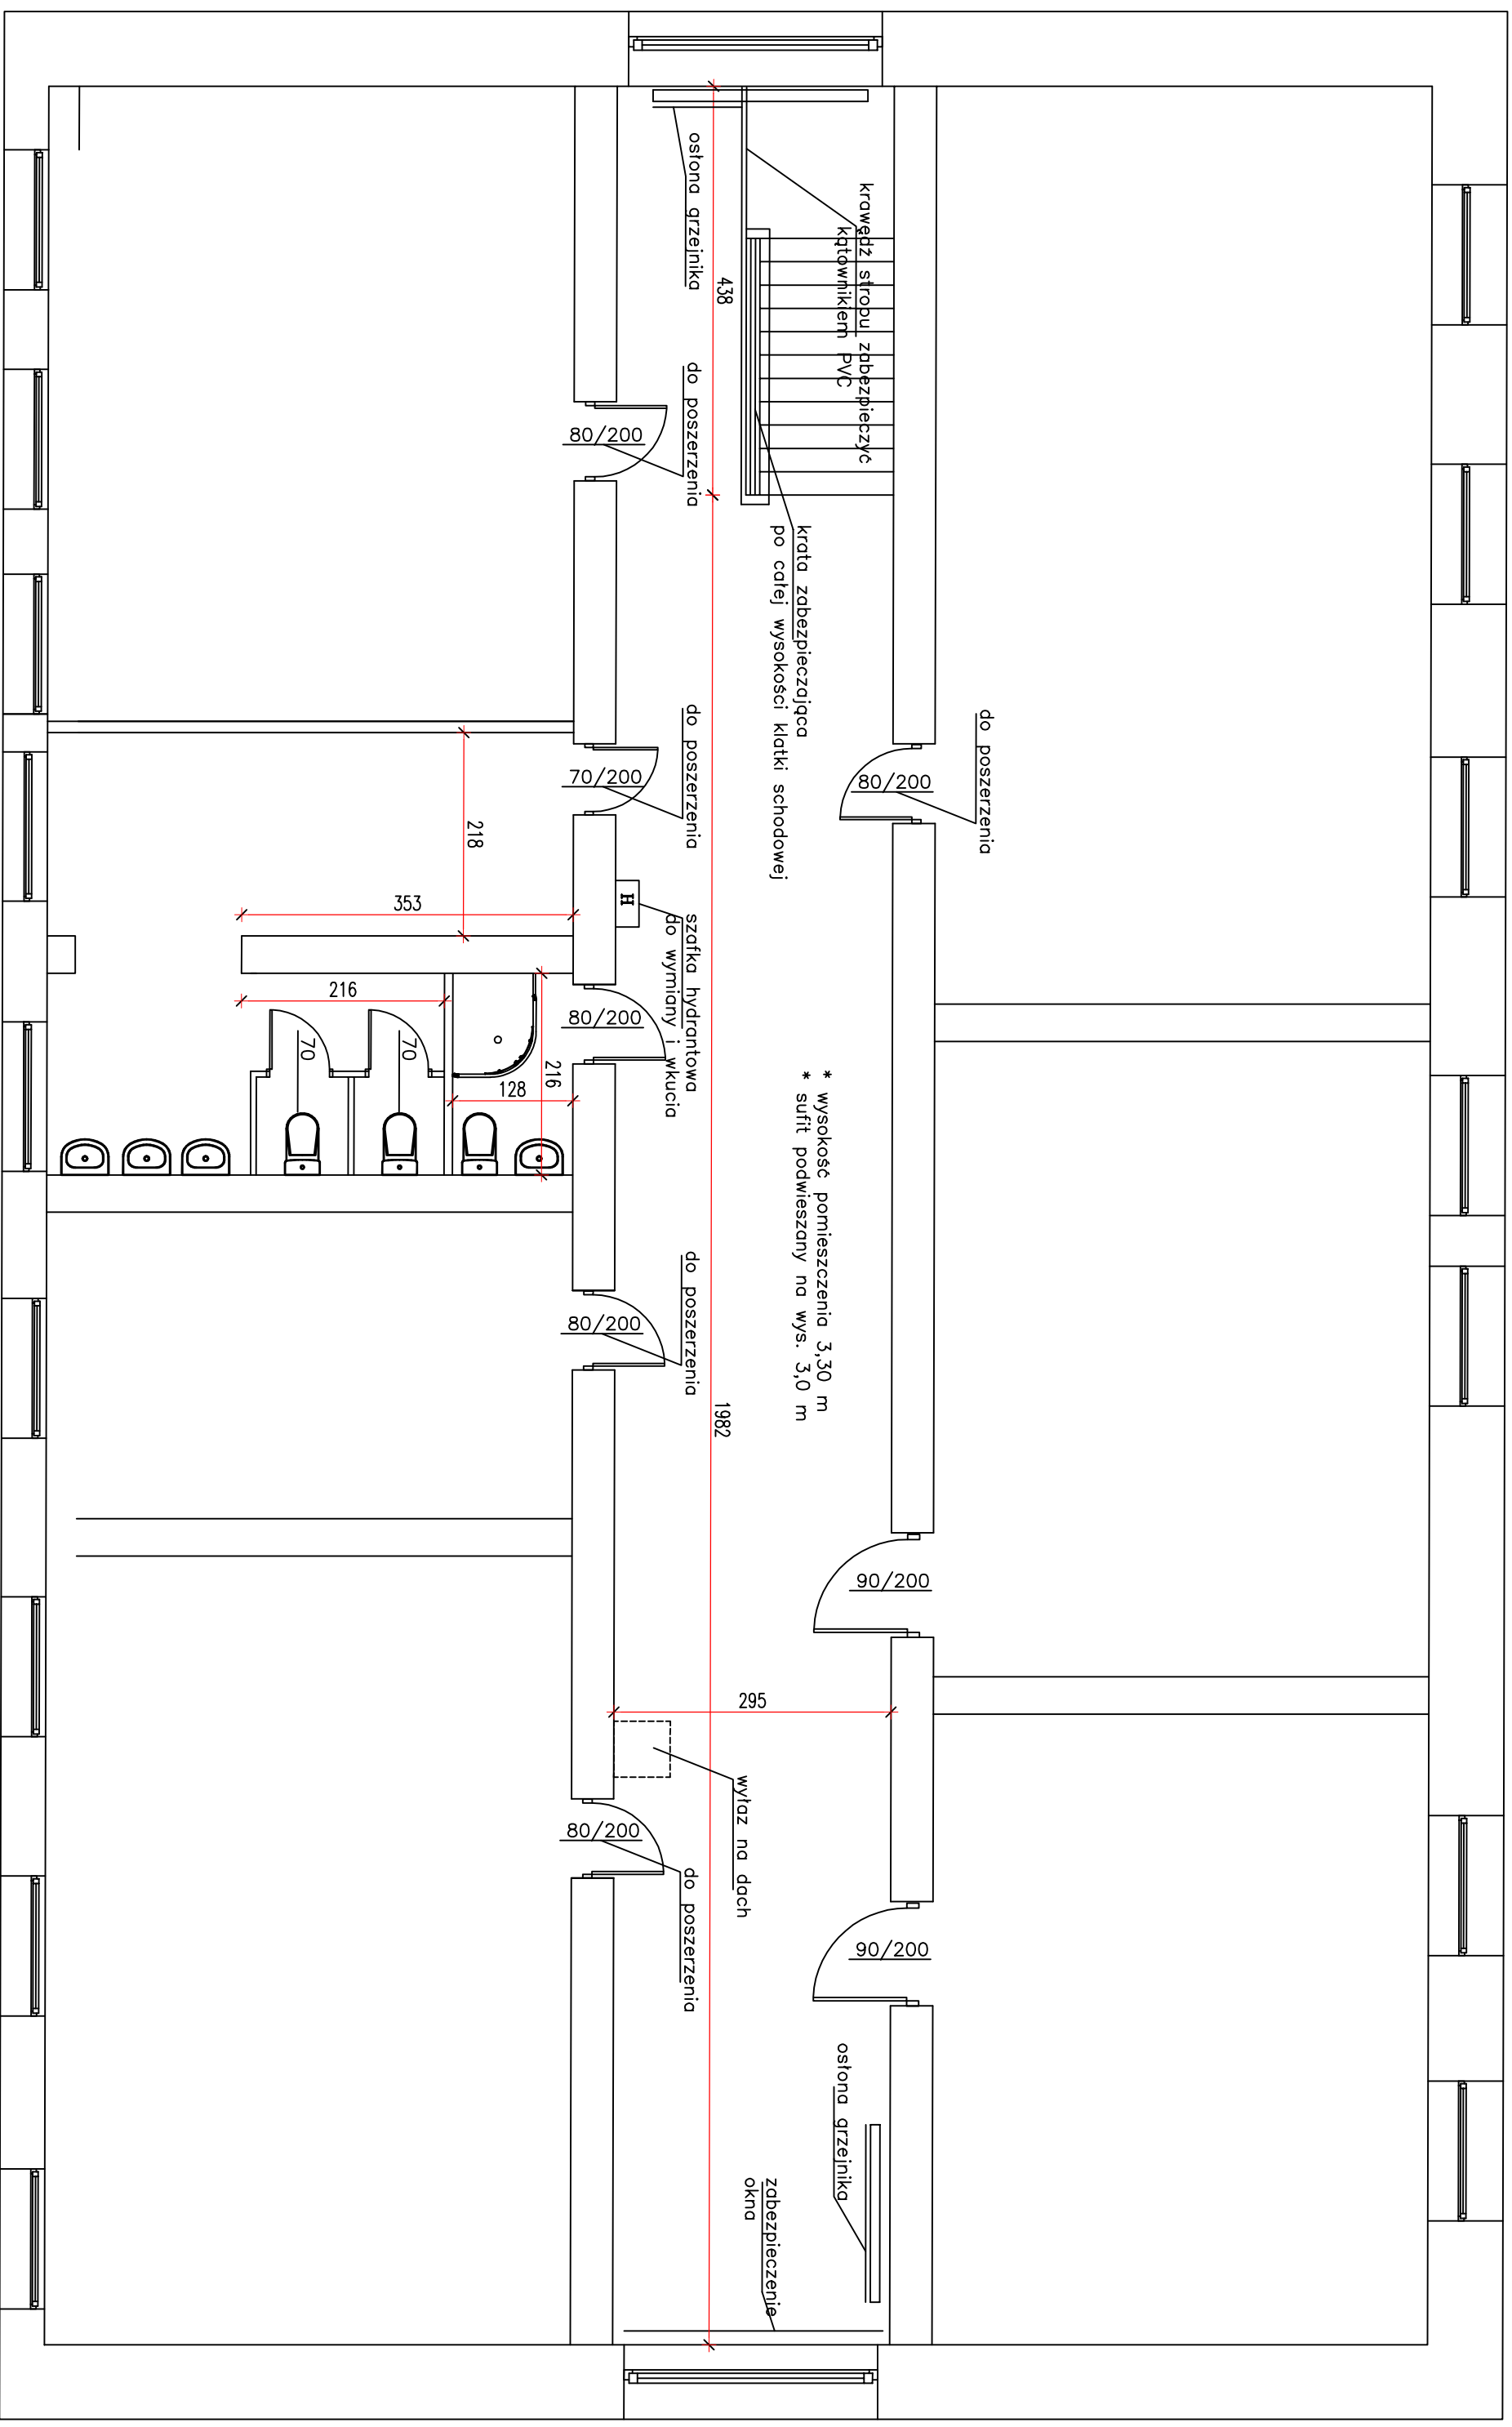 osłona grzejnika
438
krawędź stropu zabezpieczyć
kątownikiem PVC
do poszerzenia
80/200
krata zabezpieczająca
po całej wysokości klatki schodowej
do poszerzenia
70/200
do poszerzenia
80/200
218
353
H
szafka hydrantowa
do wymiany i wkucia
216
80/200
70
70
216
128
* wysokość pomieszczenia 3,30 m
* sufit podwieszany na wys. 3,0 m
do poszerzenia
80/200
1982
90/200
295
wyłaz na dach
80/200
do poszerzenia
90/200
osłona grzejnika
zabezpieczenie
okna